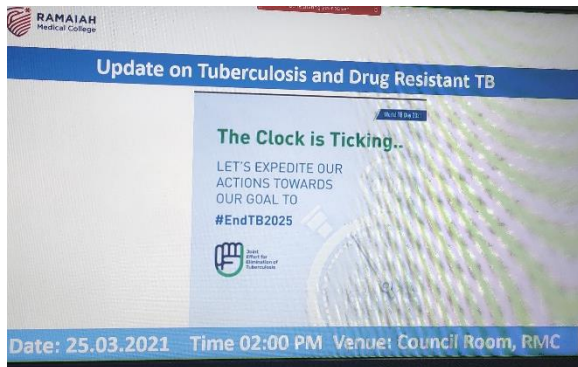 RAMAIAH
Medical College
Update on Tuberculosis and Drug Resistant TB
The Clock is Ticking..
LET'S EXPEDITE OUR
ACTIONS TOWARDS
OUR GOAL TO
#EndTB2025
Joint
Effort for
Elimination of
Tuberculosis
Date: 25.03.2021 Time 02:00 PM Venue: Council Room, RMC